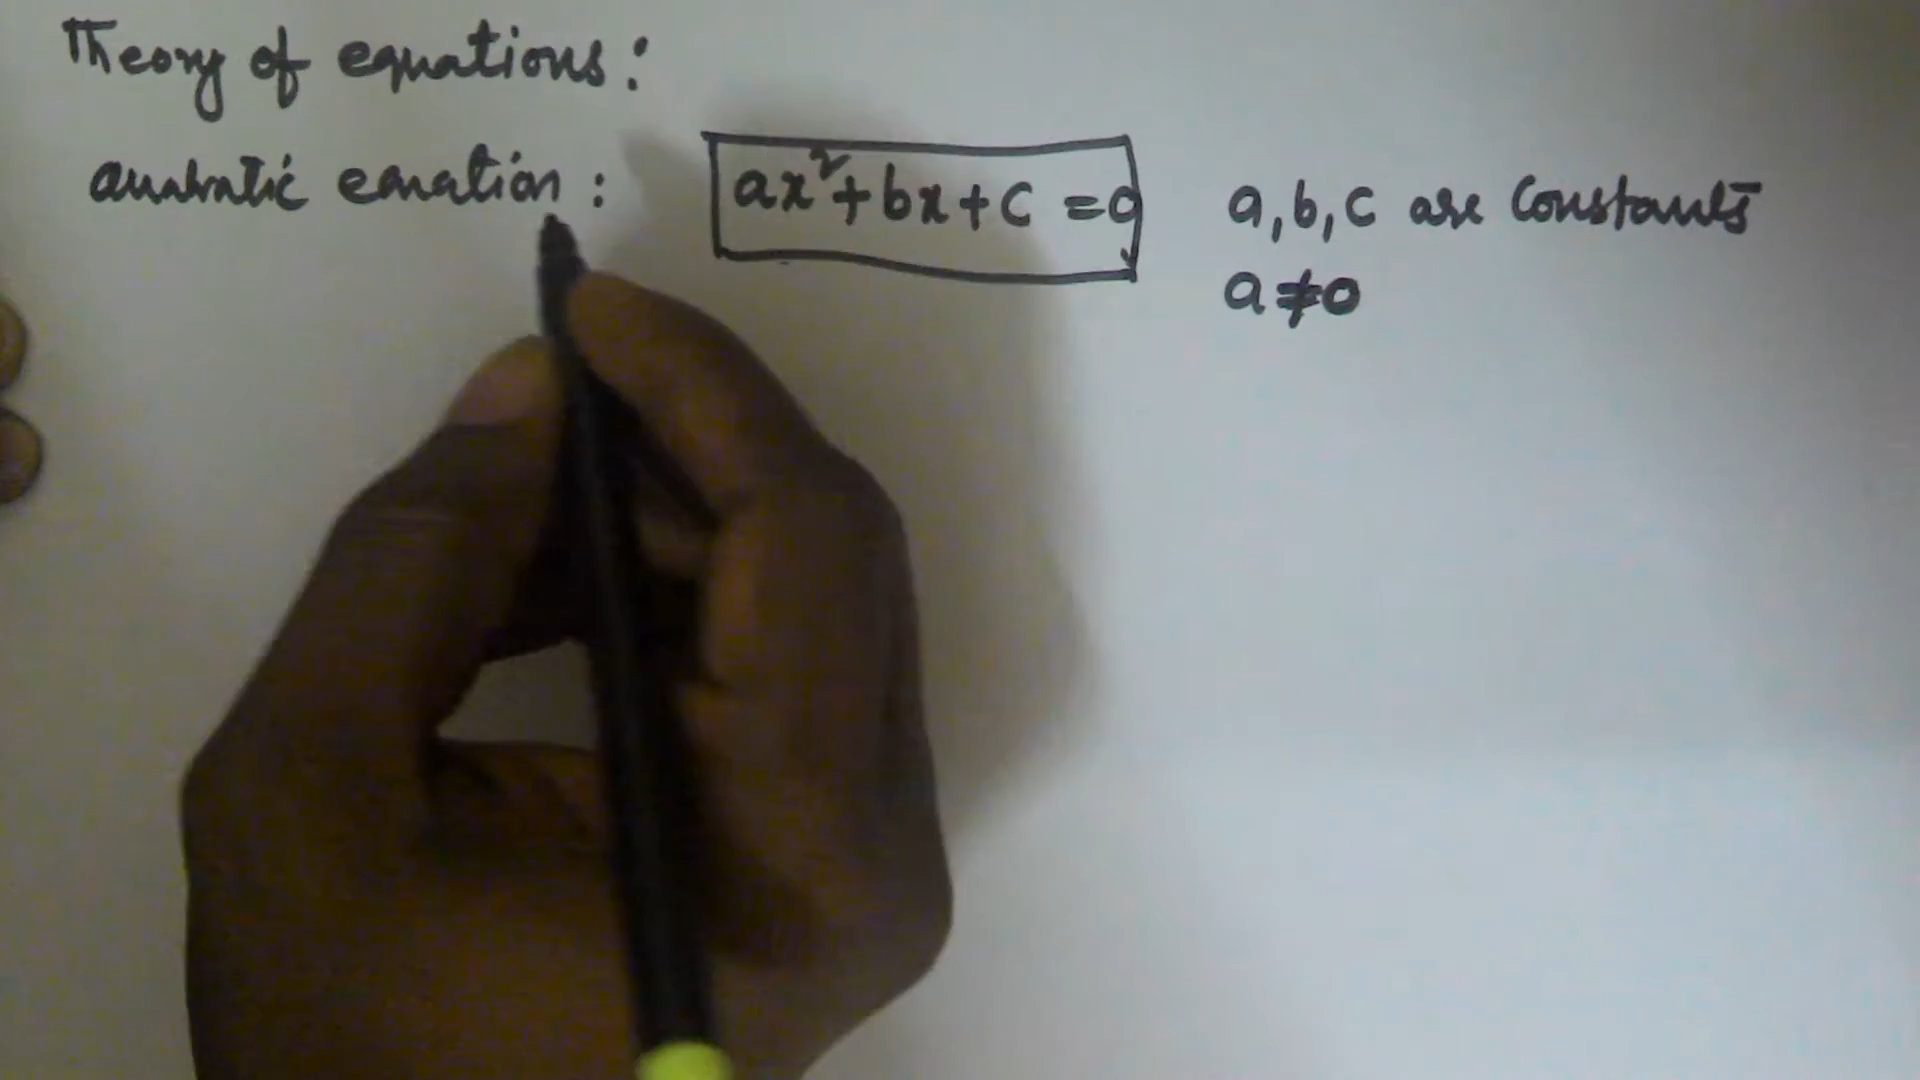 Theory of equations:
Quadratic equation: ax²+bx+c =0 a,b,c are Constants
a≠0